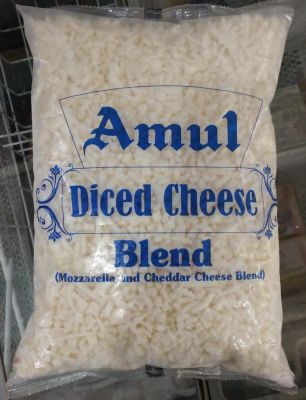 Amul
Diced Cheese
Blend
(Mozzarella and Cheddar Cheese Blend)